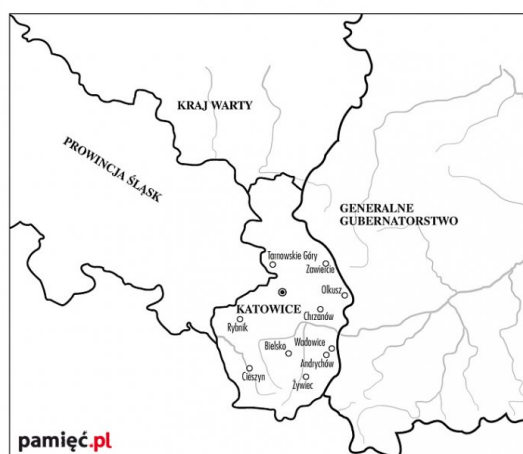 KRAJ WARTY
PROWINCJA ŚLĄSK
GENERALNE
GUBERNATORSTWO
Tarnowskie Góry
Zawiercie
Olkusz
KATOWICE
Chrzanów
Rybnik
Bielsko
Wadowice
Andrychów
Cieszyn
Żywiec
pamięć.pl